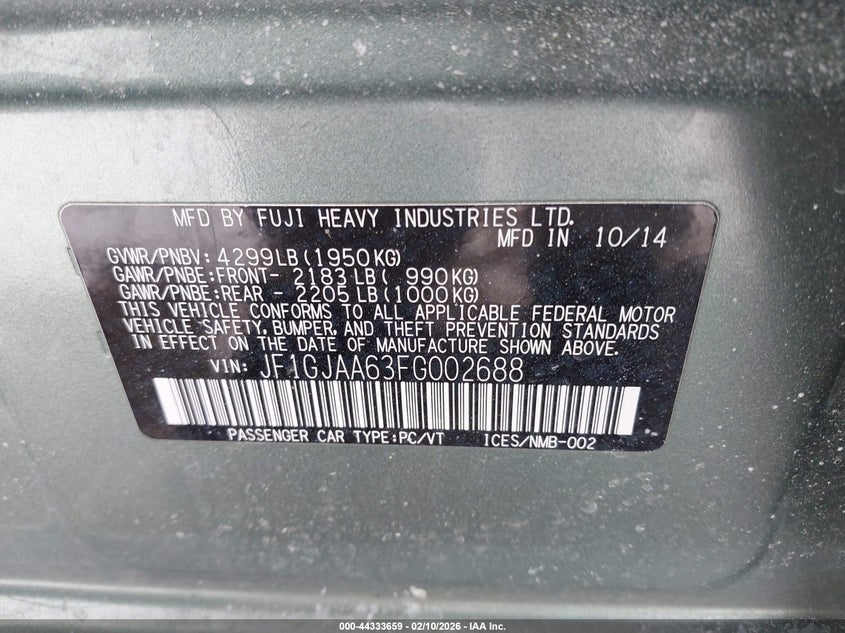 MFD BY FUJI HEAVY INDUSTRIES LTD.
MFD IN 10/14
GVWR/PNBV: 4299LB(1950KG)
GAWR/PNBE:FRONT- 2183LB( 990KG)
GAWR/PNBE:REAR - 2205LB(1000KG)
THIS VEHICLE CONFORMS TO ALL APPLICABLE FEDERAL MOTOR
VEHICLE SAFETY, BUMPER, AND THEFT PREVENTION STANDARDS
IN EFFECT ON THE DATE OF MANUFACTURE SHOWN ABOVE.
VIN: JF1GJAA63FG002688
PASSENGER CAR TYPE:PC/VT ICES/NMB-002
000-44333659 - 02/10/2026 - IAA Inc.